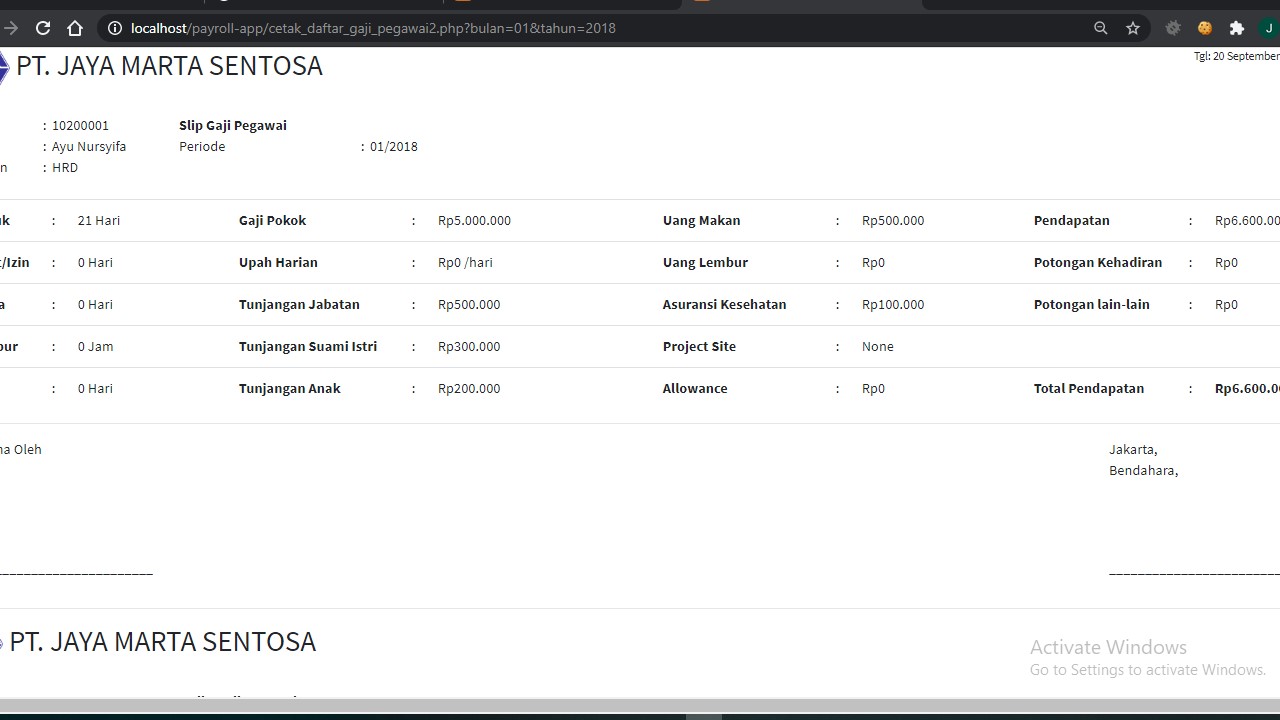 localhost/payroll-app/cetak_daftar_gaji_pegawai2.php?bulan=01&tahun=2018
J
PT. JAYA MARTA SENTOSA
Tgl: 20 September
: 10200001 Slip Gaji Pegawai
: Ayu Nursyifa Periode : 01/2018
n : HRD
uk : 21 Hari Gaji Pokok : Rp5.000.000 Uang Makan : Rp500.000 Pendapatan : Rp6.600.00
/Izin : 0 Hari Upah Harian : Rp0 /hari Uang Lembur : Rp0 Potongan Kehadiran : Rp0
a : 0 Hari Tunjangan Jabatan : Rp500.000 Asuransi Kesehatan : Rp100.000 Potongan lain-lain : Rp0
bur : 0 Jam Tunjangan Suami Istri : Rp300.000 Project Site : None
: 0 Hari Tunjangan Anak : Rp200.000 Allowance : Rp0 Total Pendapatan : Rp6.600.0
na Oleh Jakarta,
Bendahara,
PT. JAYA MARTA SENTOSA
Activate Windows
Go to Settings to activate Windows.